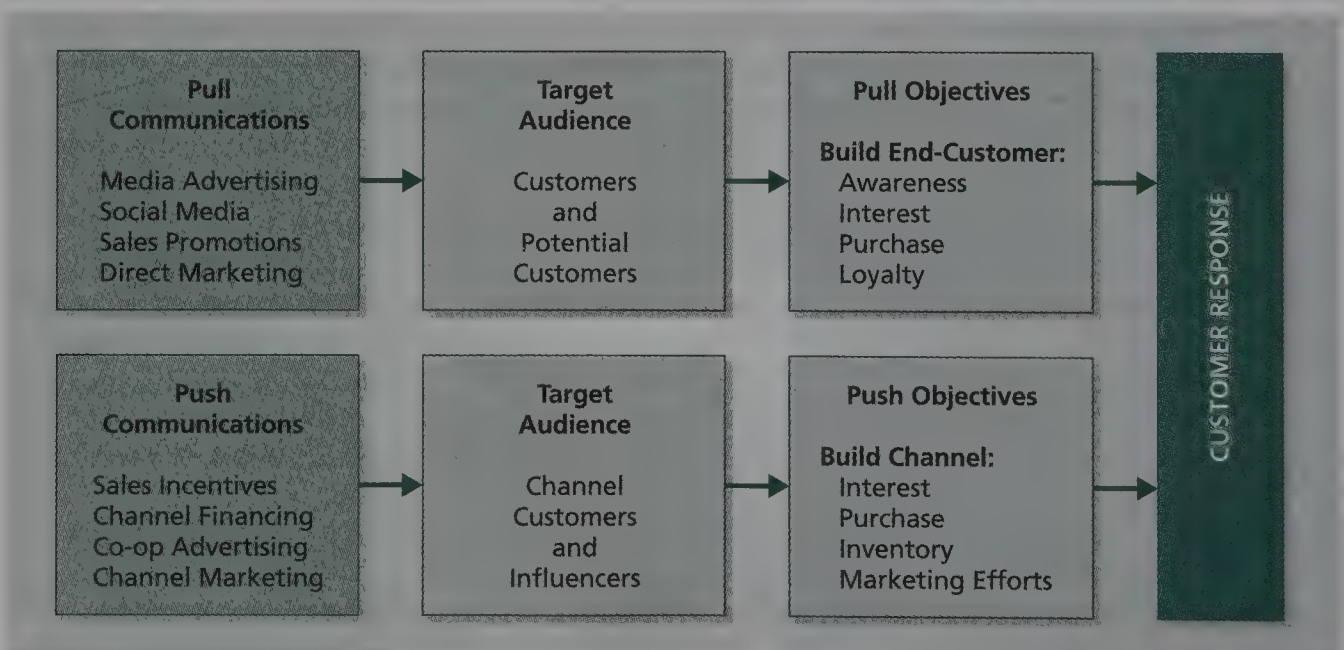 Pull
Communications
Media Advertising
Social Media
Sales Promotions
Direct Marketing
Target
Audience
Customers
and
Potential
Customers
Pull Objectives
Build End-Customer:
Awareness
Interest
Purchase
Loyalty
Push
Communications
Sales Incentives
Channel Financing
Co-op Advertising
Channel Marketing
Target
Audience
Channel
Customers
and
Influencers
Push Objectives
Build Channel:
Interest
Purchase
Inventory
Marketing Efforts
CUSTOMER RESPONSE